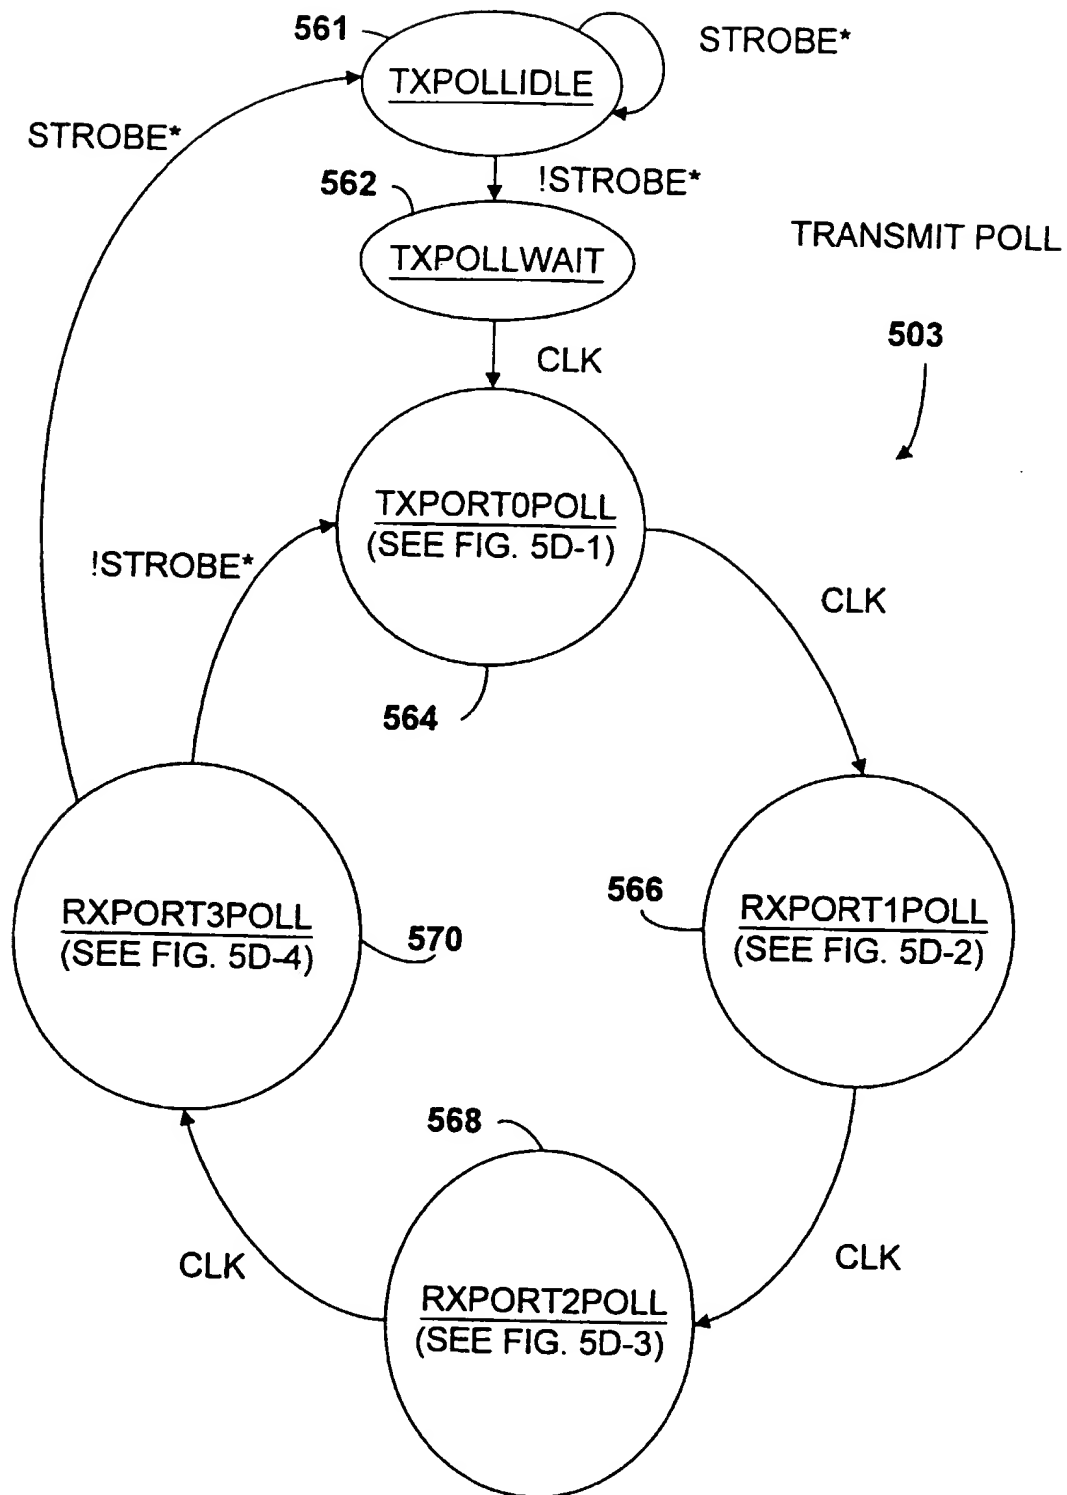 561
STROBE*
TXPOLLIDLE
STROBE*
!STROBE*
562
TRANSMIT POLL
TXPOLLWAIT
503
CLK
TXPORT0POLL
(SEE FIG. 5D-1)
!STROBE*
CLK
564
566
RXPORT3POLL
(SEE FIG. 5D-4)
570
RXPORT1POLL
(SEE FIG. 5D-2)
568
CLK
CLK
RXPORT2POLL
(SEE FIG. 5D-3)